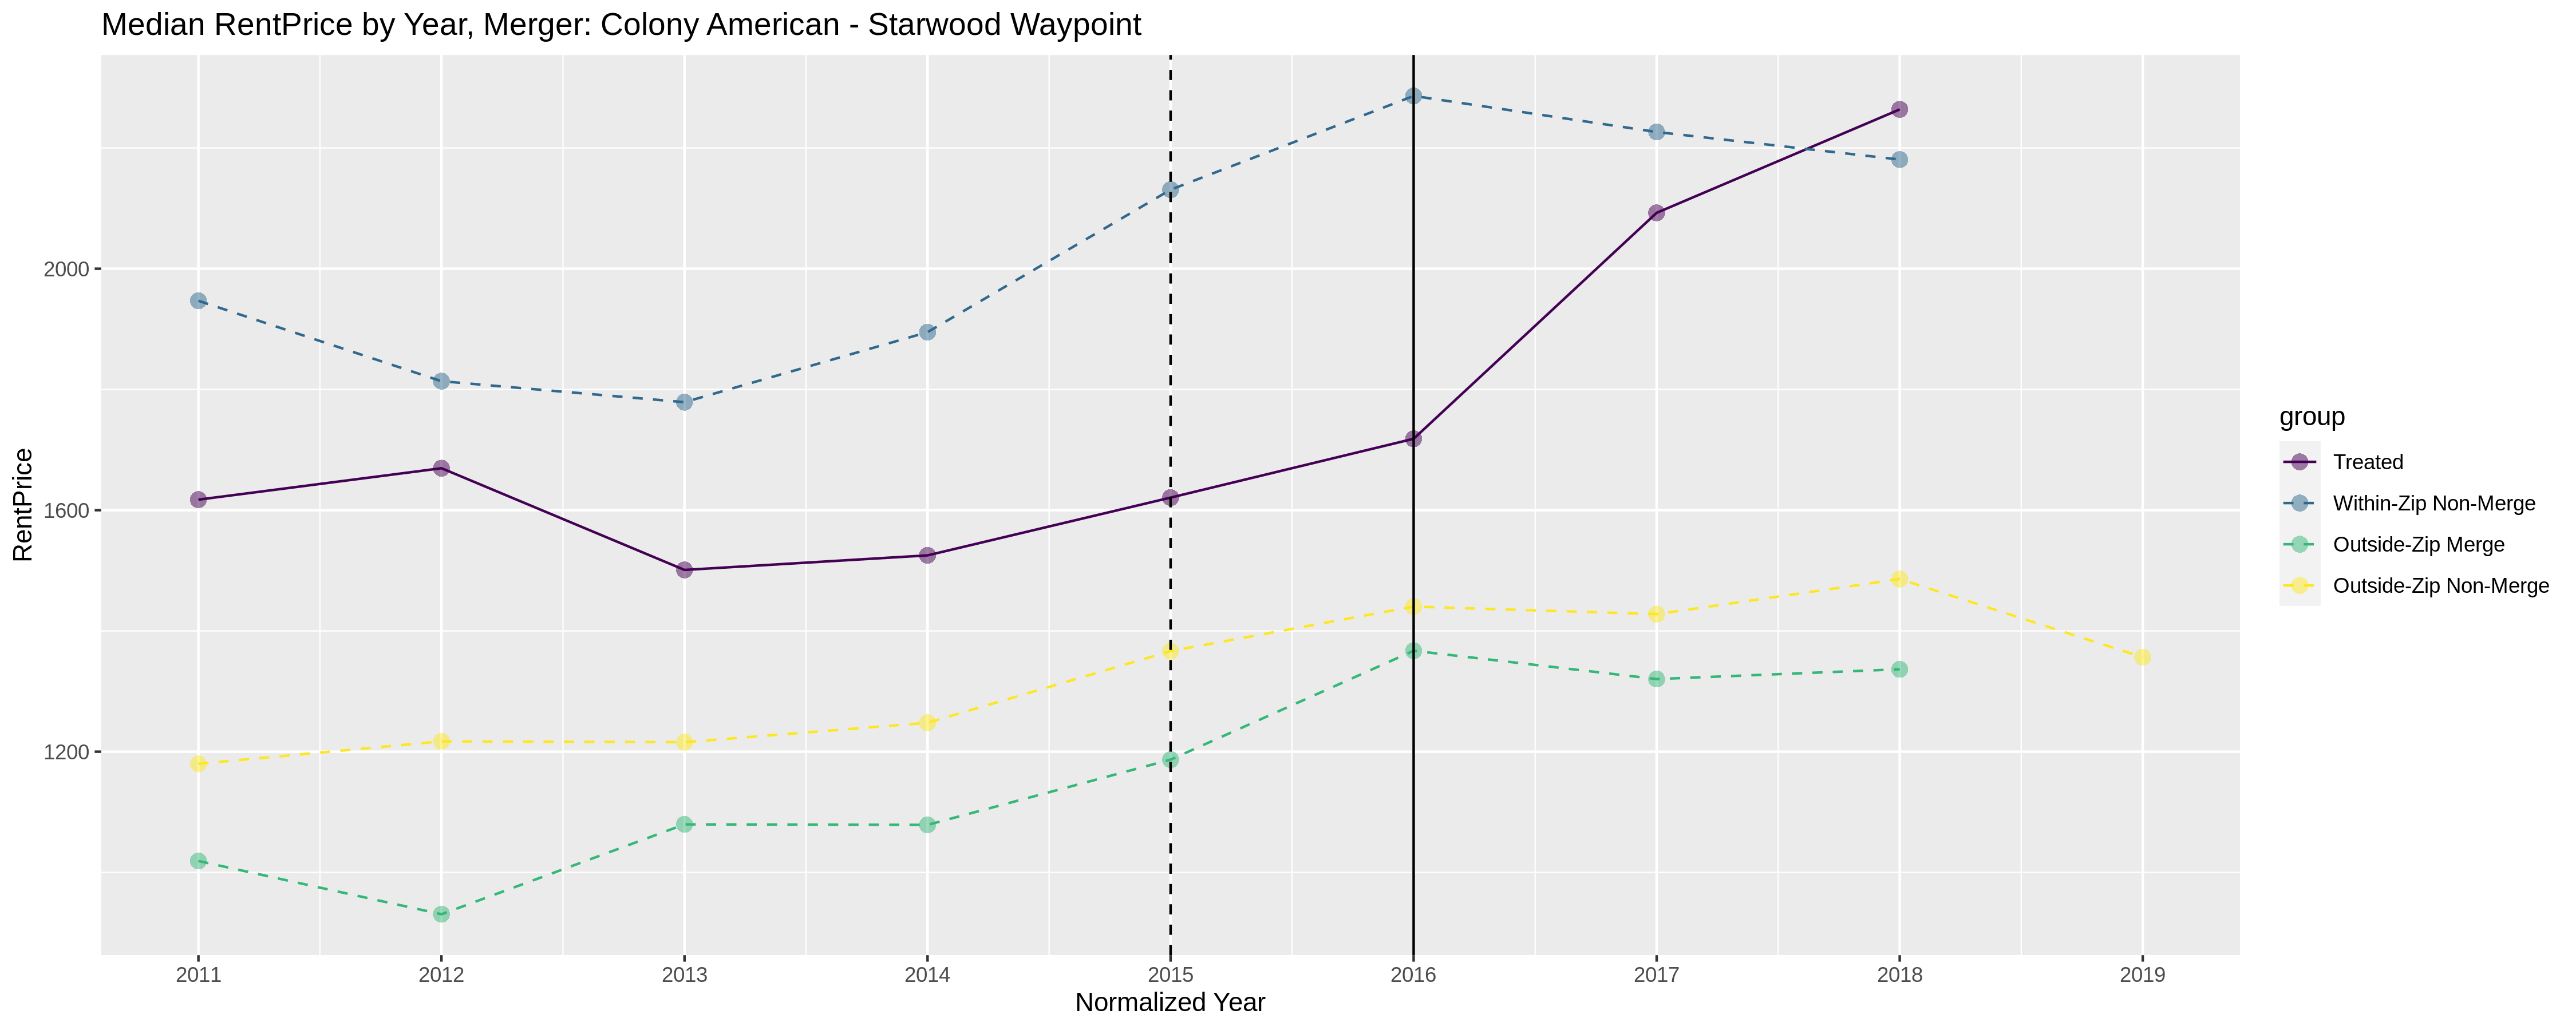 Median RentPrice by Year, Merger: Colony American - Starwood Waypoint
RentPrice
2000
1600
1200
2011 2012 2013 2014 2015 2016 2017 2018 2019
Normalized Year
group
Treated
Within-Zip Non-Merge
Outside-Zip Merge
Outside-Zip Non-Merge